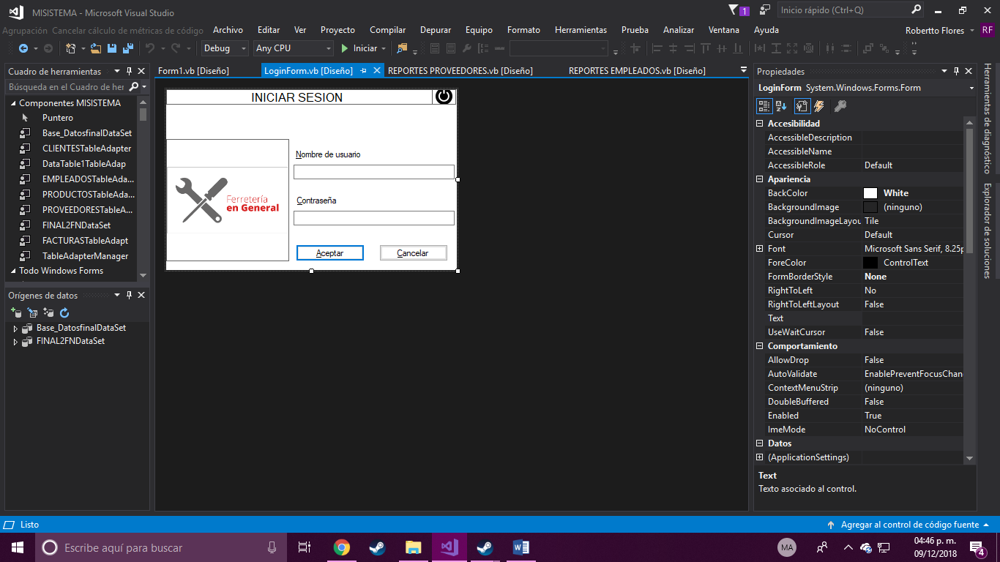 MISISTEMA - Microsoft Visual Studio
1
Inicio rápido (Ctrl+Q)
Agrupación Cancelar cálculo de métricas de código Archivo Editar Ver Proyecto Compilar Depurar Equipo Formato Herramientas Prueba Analizar Ventana Ayuda
Robertto Flores RF
Debug Any CPU Iniciar
Cuadro de herramientas
Búsqueda en el Cuadro de her
Componentes MISISTEMA
Puntero
Base_DatosfinalDataSet
CLIENTESTableAdapter
DataTable1TableAdap
EMPLEADOSTableAda...
PRODUCTOSTableAda...
PROVEEDORESTableA...
FINAL2FNDataSet
FACTURASTableAdapt
TableAdapterManager
Todo Windows Forms
Orígenes de datos
Base_DatosfinalDataSet
FINAL2FNDataSet
Form1.vb [Diseño] LoginForm.vb [Diseño] REPORTES PROVEEDORES.vb [Diseño] REPORTES EMPLEADOS.vb [Diseño]
INICIAR SESION
Nombre de usuario
Contraseña
Ferretería
en General
Aceptar Cancelar
Propiedades
LoginForm System.Windows.Forms.Form
Accesibilidad
AccessibleDescription
AccessibleName
AccessibleRole Default
Apariencia
BackColor White
BackgroundImage (ninguno)
BackgroundImageLayou Tile
Cursor Default
Font Microsoft Sans Serif, 8.25p
ForeColor ControlText
FormBorderStyle None
RightToLeft No
RightToLeftLayout False
Text
UseWaitCursor False
Comportamiento
AllowDrop False
AutoValidate EnablePreventFocusChan
ContextMenuStrip (ninguno)
DoubleBuffered False
Enabled True
ImeMode NoControl
Datos
(ApplicationSettings)
Text
Texto asociado al control.
Herramientas de diagnóstico
Explorador de soluciones
Listo
Agregar al control de código fuente
Escribe aquí para buscar
MA
04:46 p. m.
09/12/2018
4